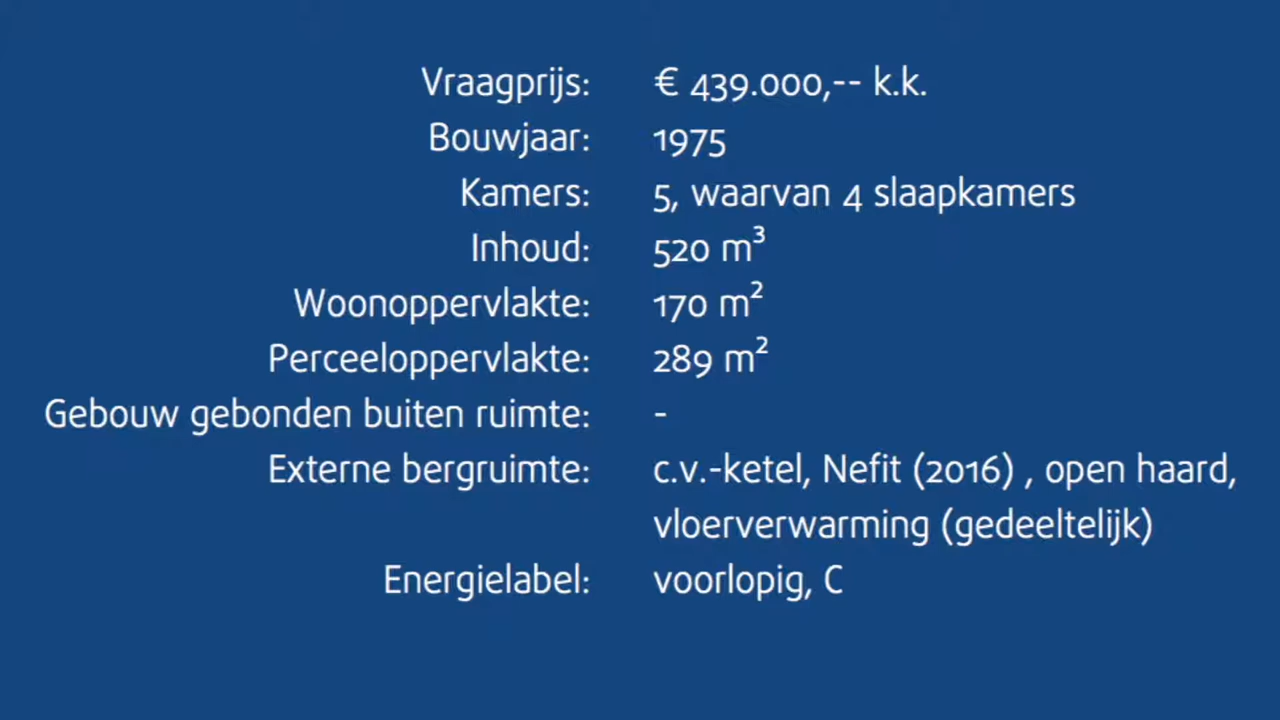 Vraagprijs: € 439.000,-- k.k.
Bouwjaar: 1975
Kamers: 5, waarvan 4 slaapkamers
Inhoud: 520 m³
Woonoppervlakte: 170 m²
Perceeloppervlakte: 289 m²
Gebouw gebonden buiten ruimte: -
Externe bergruimte: c.v.-ketel, Nefit (2016) , open haard,
vloerverwarming (gedeeltelijk)
Energielabel: voorlopig, C